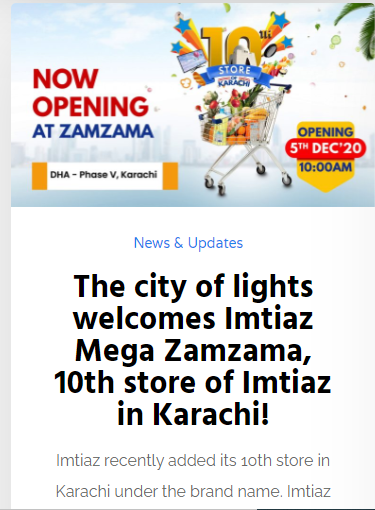 10th
STORE
KARACHI
NOW
OPENING
AT ZAMZAMA
OPENING
5TH DEC'20
10:00AM
DHA - Phase V, Karachi
News & Updates
The city of lights
welcomes Imtiaz
Mega Zamzama,
10th store of Imtiaz
in Karachi!
Imtiaz recently added its 10th store in
Karachi under the brand name. Imtiaz